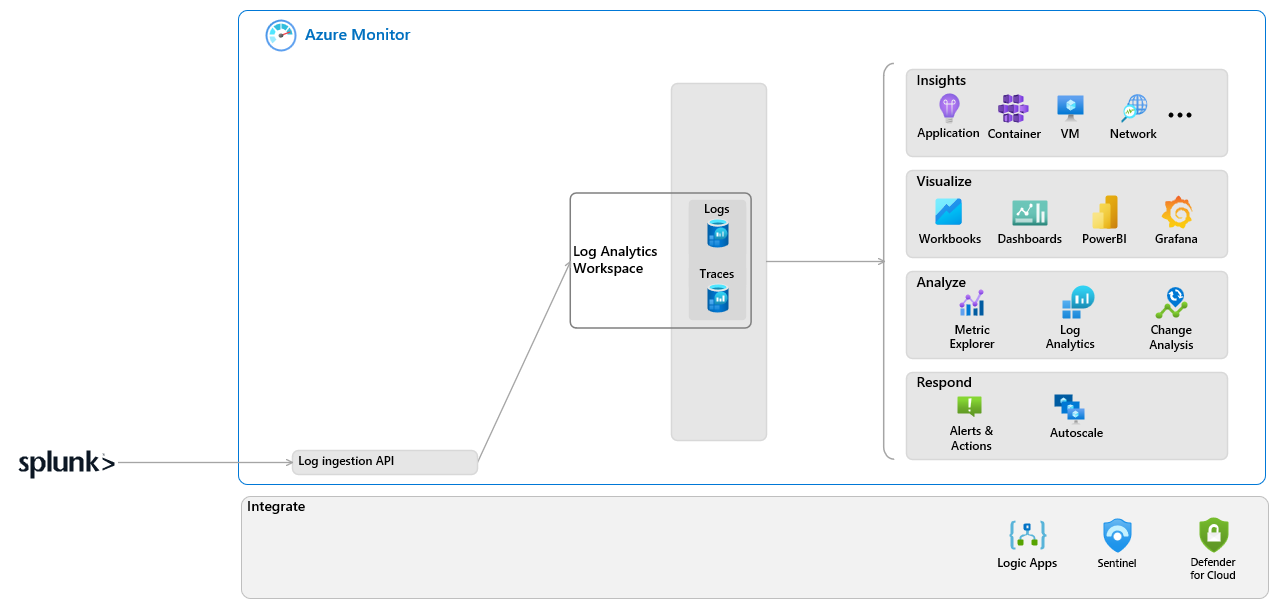 Azure Monitor
Insights
Application
Container
VM
Network
...
Visualize
Workbooks
Dashboards
PowerBI
Grafana
Logs
Log Analytics
Workspace
Traces
Analyze
Metric
Explorer
Log
Analytics
Change
Analysis
Respond
Alerts &
Actions
Autoscale
splunk>
Log ingestion API
Integrate
Logic Apps
Sentinel
Defender
for Cloud